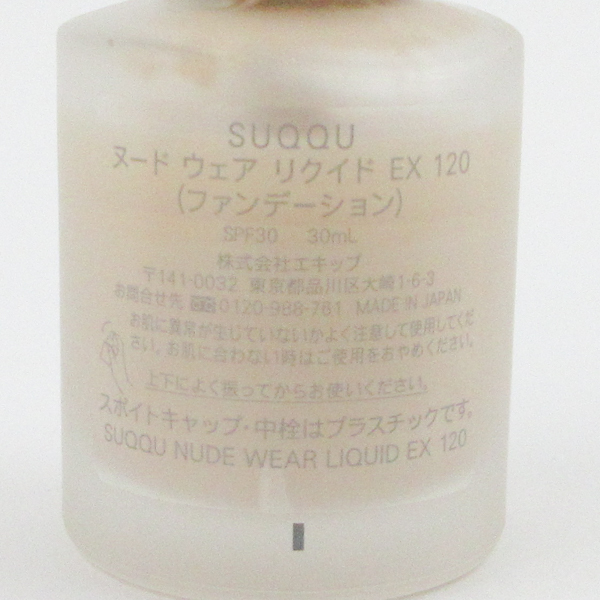 SUQQU
ヌード ウェア リクイド EX 120
(ファンデーション)
SPF30 30mL
株式会社エキップ
〒141-0032 東京都品川区大崎1-6-3
お問合せ先 0120-988-761 MADE IN JAPAN
お肌に異常が生じていないかよく注意して使用してくだ
さい。お肌に合わない時はご使用をおやめください。
上下によく振ってからお使いください。
スポイトキャップ・中栓はプラスチックです。
SUQQU NUDE WEAR LIQUID EX 120